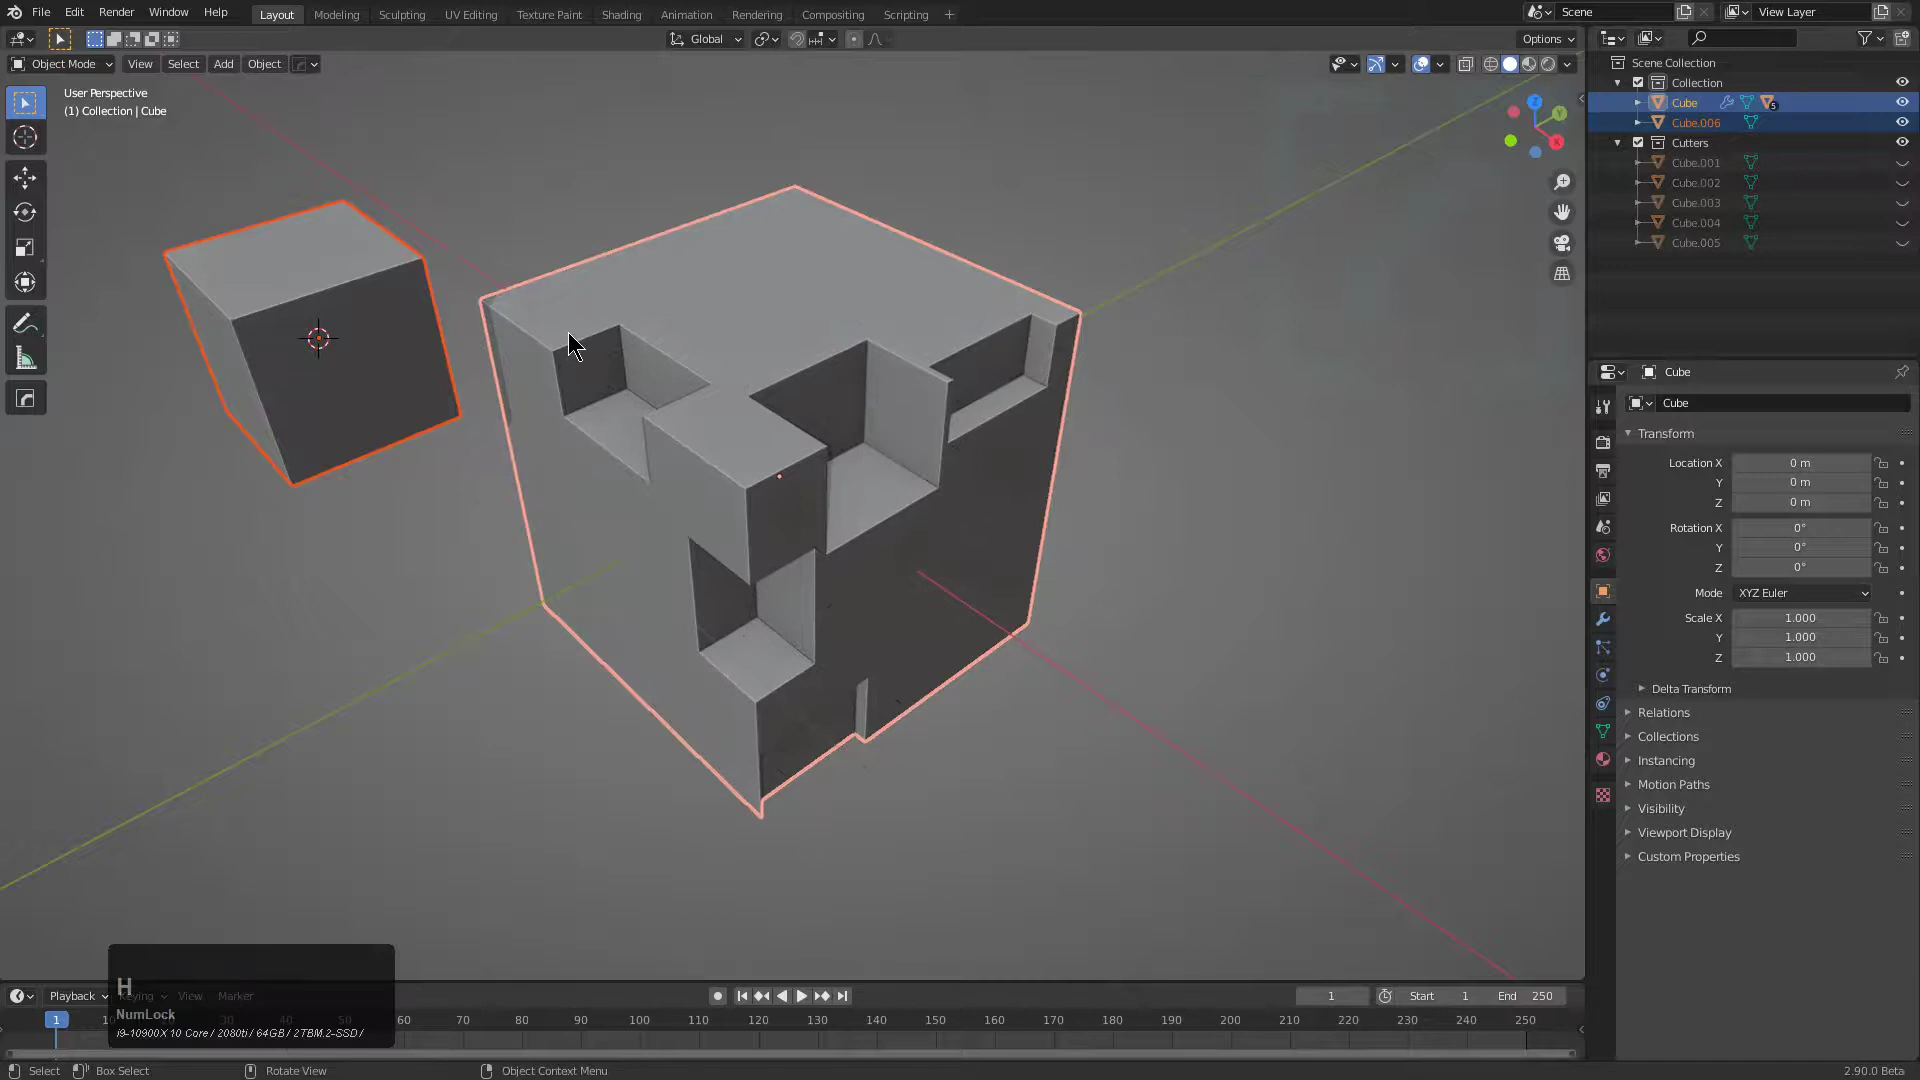 File Edit Render Window Help Layout Modeling Sculpting UV Editing Texture Paint Shading Animation Rendering Compositing Scripting + Scene View Layer
Global Options
Object Mode View Select Add Object
User Perspective
(1) Collection | Cube
Scene Collection
Collection
Cube 5
Cube.006
Cutters
Cube.001
Cube.002
Cube.003
Cube.004
Cube.005
Z
Y
X
Cube
Cube
Transform
Location X 0 m
Y 0 m
Z 0 m
Rotation X 0°
Y 0°
Z 0°
Mode XYZ Euler
Scale X 1.000
Y 1.000
Z 1.000
Delta Transform
Relations
Collections
Instancing
Motion Paths
Visibility
Viewport Display
Custom Properties
H
NumLock
i9-10900X 10 Core / 2080ti / 64GB / 2TBM.2-SSD /
Playback Keying View Marker 1 Start 1 End 250
1 10 20 30 40 50 60 70 80 90 100 110 120 130 140 150 160 170 180 190 200 210 220 230 240 250
Select Box Select Rotate View Object Context Menu 2.90.0 Beta